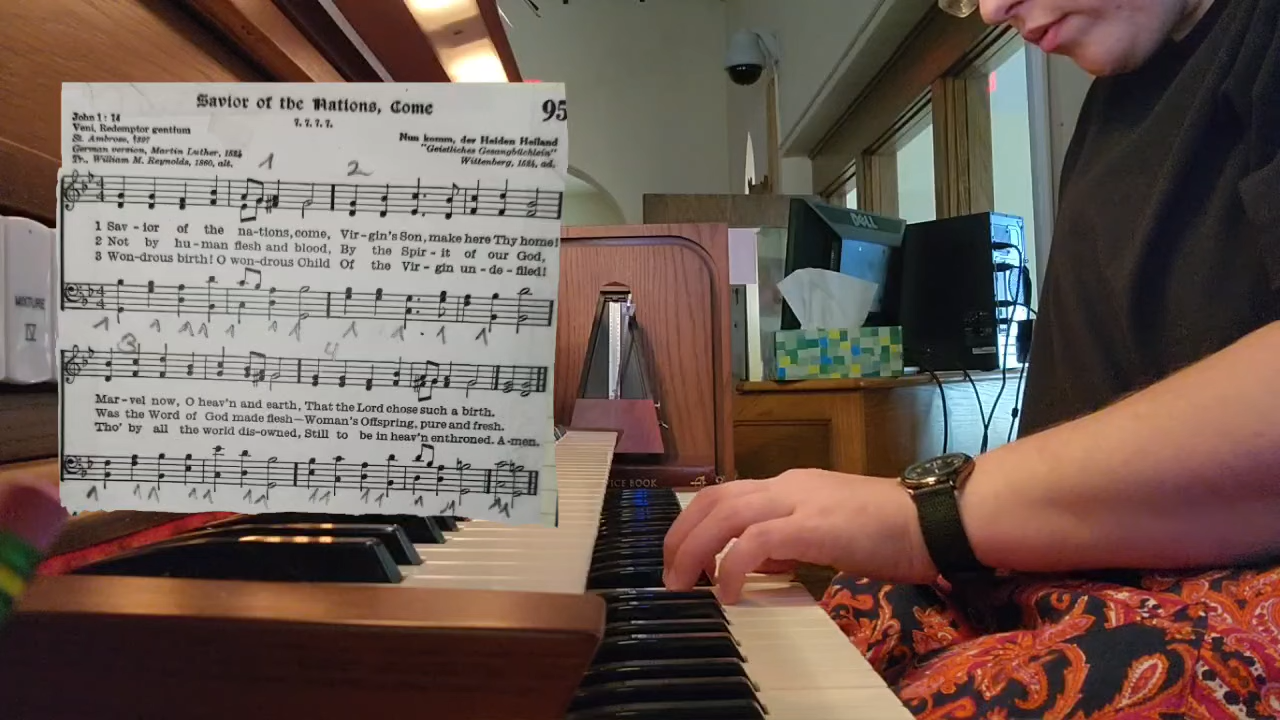 Savior of the Nations, Come 95
7. 7. 7. 7.
John 1: 14
Veni, Redemptor gentium
St. Ambrose, †397
German version, Martin Luther, 1524
Tr., William M. Reynolds, 1860, alt.
Nun komm, der Heiden Heiland
"Geistliches Gesangbüchlein"
Wittenberg, 1524, ad.
1 2
1 Sav - ior of the na-tions, come, Vir-gin's Son, make here Thy home!
2 Not by hu-man flesh and blood, By the Spir - it of our God,
3 Won-drous birth! O won-drous Child Of the Vir - gin un - de - filed!
3 4
Mar-vel now, O heav'n and earth, That the Lord chose such a birth.
Was the Word of God made flesh—Woman's Offspring, pure and fresh.
Tho' by all the world dis-owned, Still to be in heav'n enthroned. A-men.
MIXTURE
IV
DELL
VICE BOOK